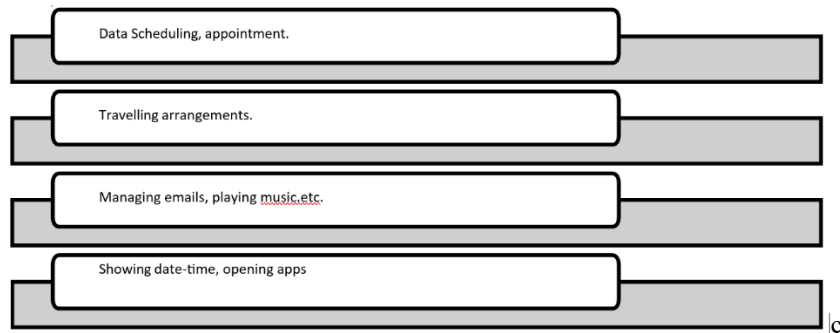 Data Scheduling, appointment.
Travelling arrangements.
Managing emails, playing music.etc.
Showing date-time, opening apps